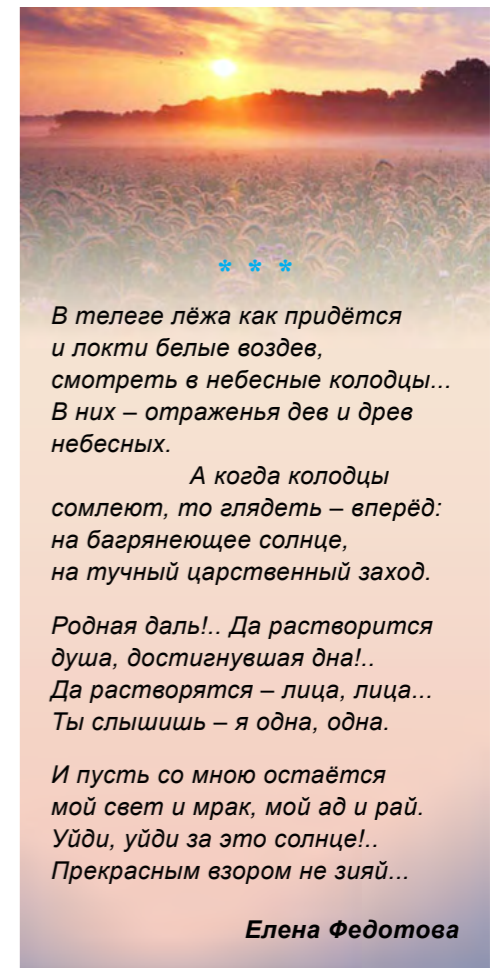 * * *
В телеге лёжа как придётся
и локти белые воздев,
смотреть в небесные колодцы...
В них – отраженья дев и древ
небесных.
А когда колодцы
сомлеют, то глядеть – вперёд:
на багрянеющее солнце,
на тучный царственный заход.
Родная даль!.. Да растворится
душа, достигнувшая дна!..
Да растворятся – лица, лица...
Ты слышишь – я одна, одна.
И пусть со мною остаётся
мой свет и мрак, мой ад и рай.
Уйди, уйди за это солнце!..
Прекрасным взором не зияй...
Елена Федотова